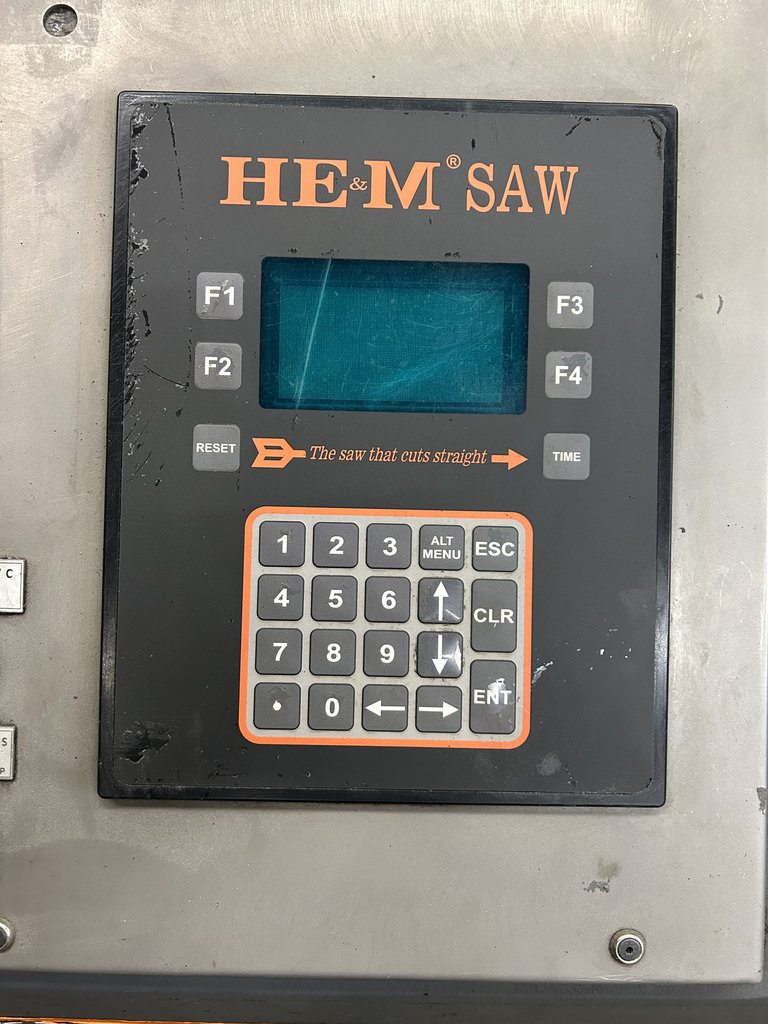 HE&M® SAW
F1
F3
F2
F4
RESET
The saw that cuts straight
TIME
1 2 3 ALT MENU ESC
4 5 6 ↑ CLR
7 8 9 ↓
. 0 ← → ENT
C
S
P